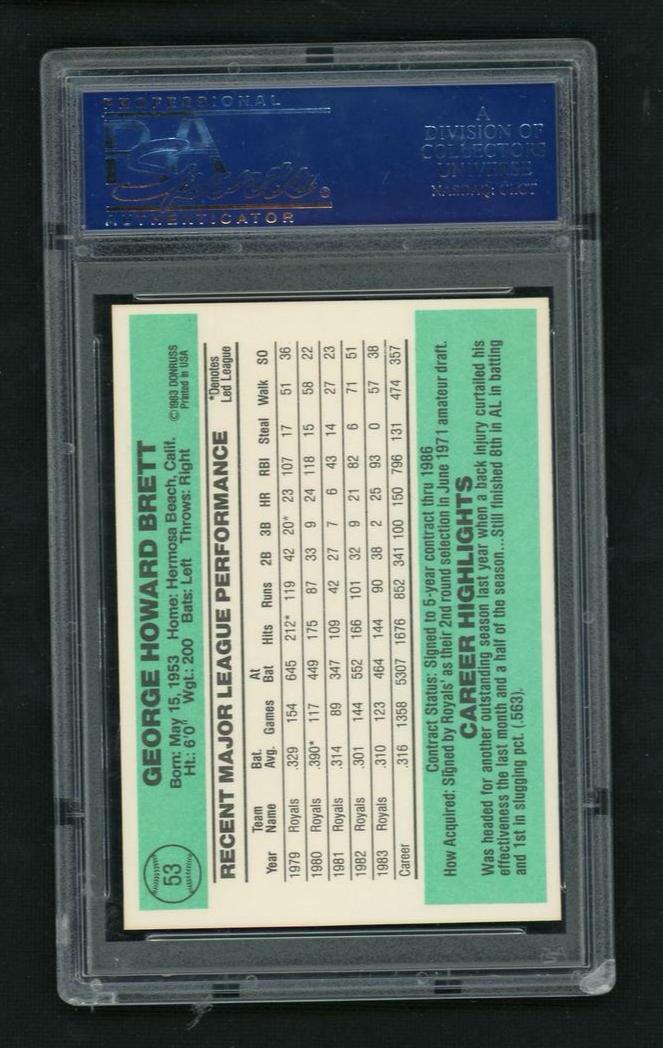 PROFESSIONAL
PSA
Sports
AUTHENTICATOR
A
DIVISION OF
COLLECTORS
UNIVERSE
NASDAQ: CLCT
53
GEORGE HOWARD BRETT
Born: May 15, 1953 Home: Hermosa Beach, Calif.
Ht.: 6'0" Wgt.: 200 Bats: Left Throws: Right
©1983 DONRUSS
Printed in USA
RECENT MAJOR LEAGUE PERFORMANCE
*Denotes
Led League
Year Team Name Bat. Avg. Games At Bat Hits Runs 2B 3B HR RBI Steal Walk SO
1979 Royals .329 154 645 212* 119 42 20* 23 107 17 51 36
1980 Royals .390* 117 449 175 87 33 9 24 118 15 58 22
1981 Royals .314 89 347 109 42 27 7 6 43 14 27 23
1982 Royals .301 144 552 166 101 32 9 21 82 6 71 51
1983 Royals .310 123 464 144 90 38 2 25 93 0 57 38
Career .316 1358 5307 1676 852 341 100 150 796 131 474 357
Contract Status: Signed to 5-year contract thru 1986
How Acquired: Signed by Royals' as their 2nd round selection in June 1971 amateur draft.
CAREER HIGHLIGHTS
Was headed for another outstanding season last year when a back injury curtailed his
effectiveness the last month and a half of the season...Still finished 8th in AL in batting
and 1st in slugging pct. (.563).